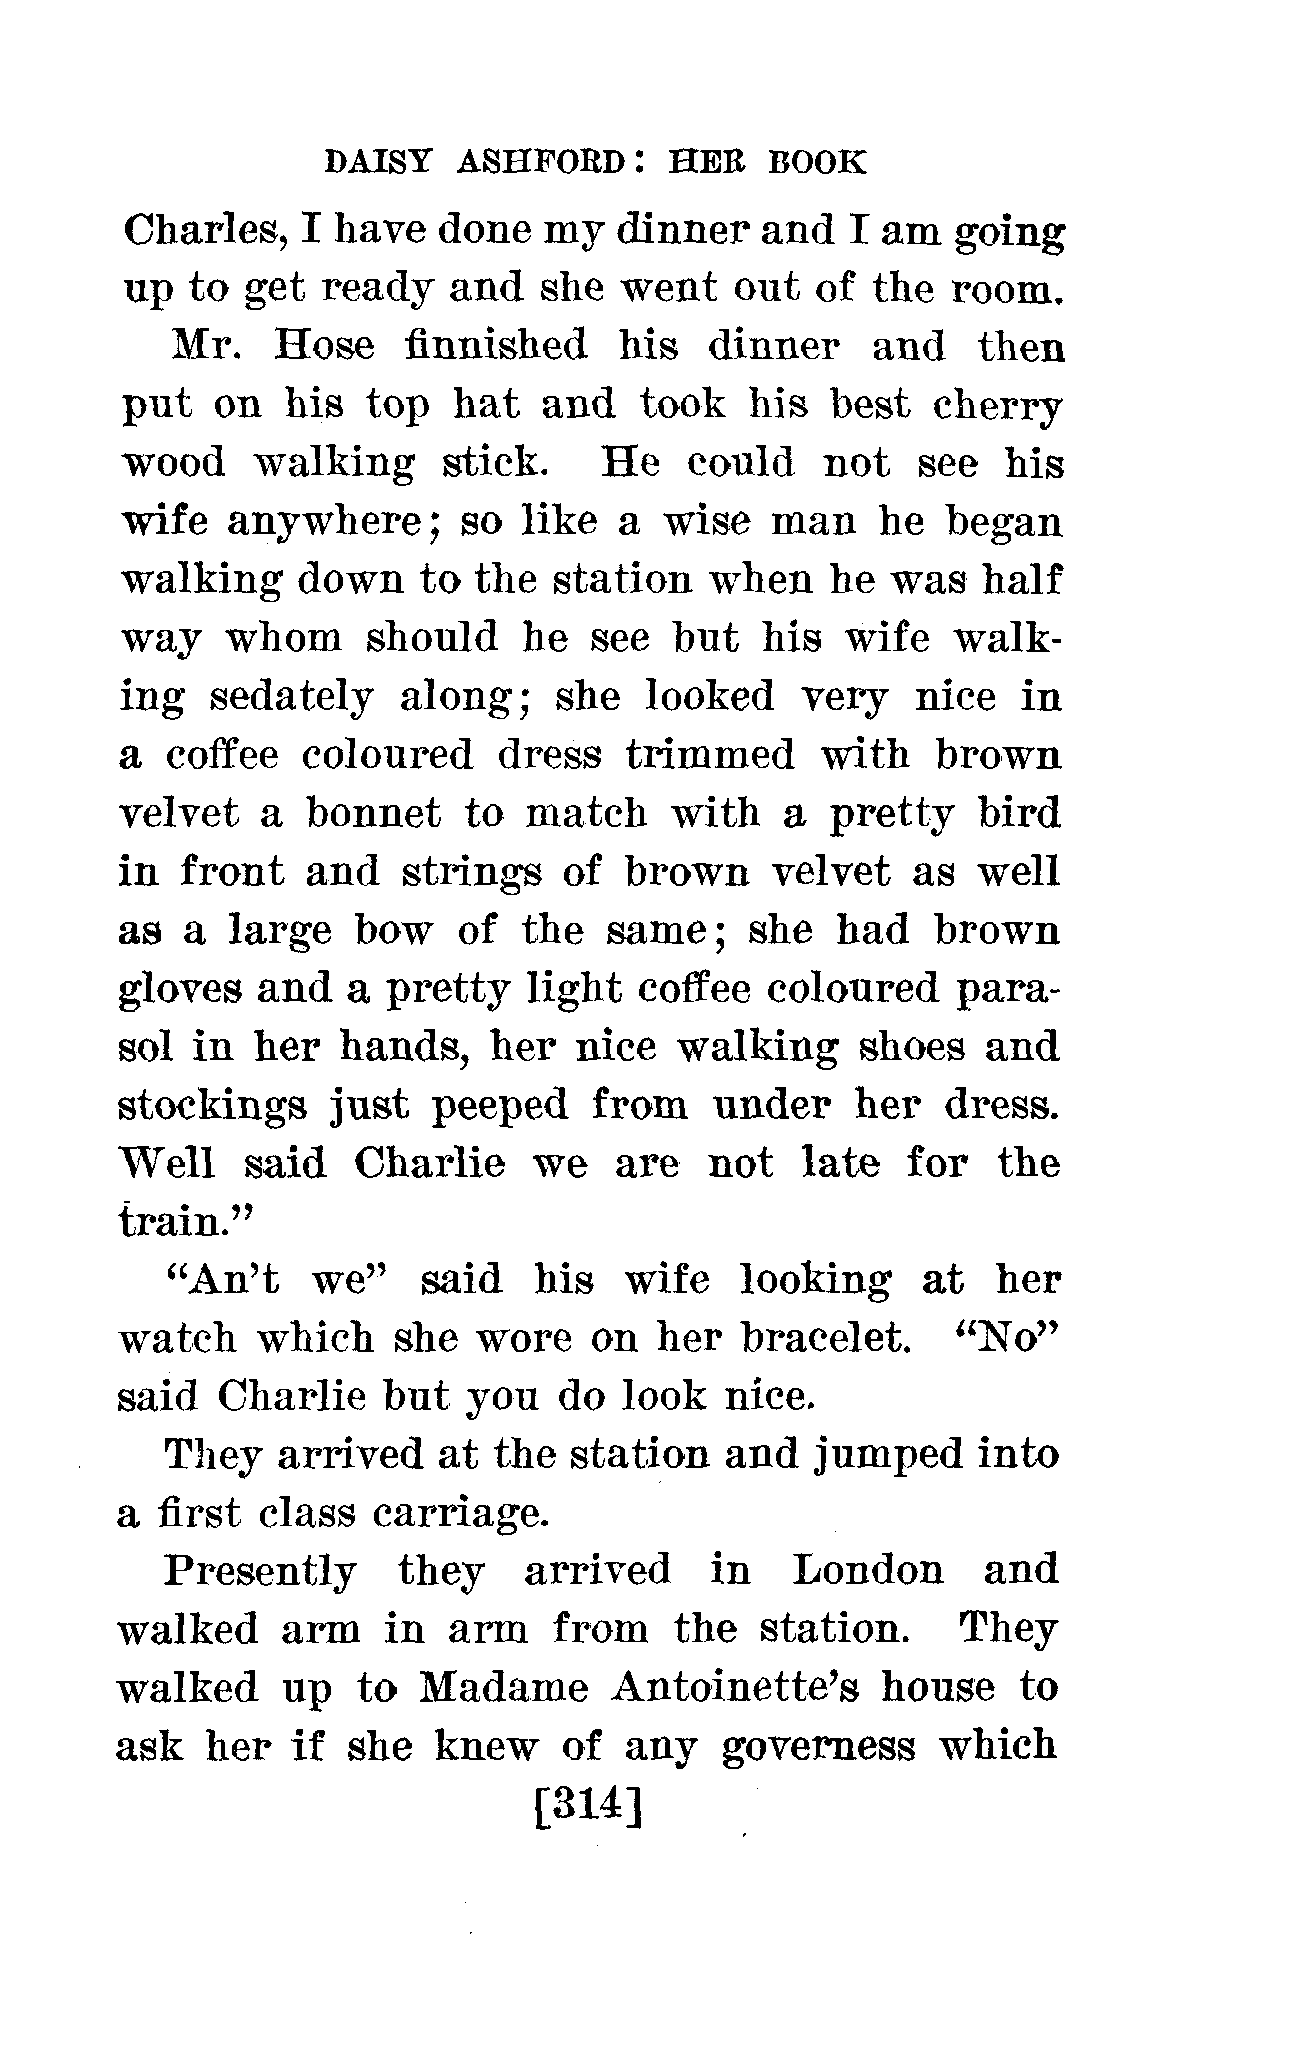 DAISY ASHFORD: HER BOOK
Charles, I have done my dinner and I am going
up to get ready and she went out of the room.
Mr. Hose finnished his dinner and then
put on his top hat and took his best cherry
wood walking stick. He could not see his
wife anywhere; so like a wise man he began
walking down to the station when he was half
way whom should he see but his wife walk-
ing sedately along; she looked very nice in
a coffee coloured dress trimmed with brown
velvet a bonnet to match with a pretty bird
in front and strings of brown velvet as well
as a large bow of the same; she had brown
gloves and a pretty light coffee coloured para-
sol in her hands, her nice walking shoes and
stockings just peeped from under her dress.
Well said Charlie we are not late for the
train.”
“An’t we” said his wife looking at her
watch which she wore on her bracelet. “No”
said Charlie but you do look nice.
They arrived at the station and jumped into
a first class carriage.
Presently they arrived in London and
walked arm in arm from the station. They
walked up to Madame Antoinette’s house to
ask her if she knew of any governess which
[314]